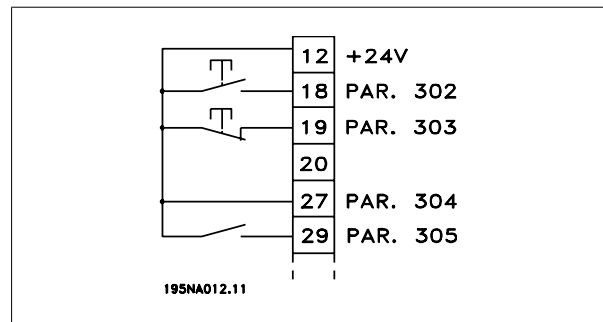 12 +24V
18 PAR. 302
19 PAR. 303
20
27 PAR. 304
29 PAR. 305
195NA012.11